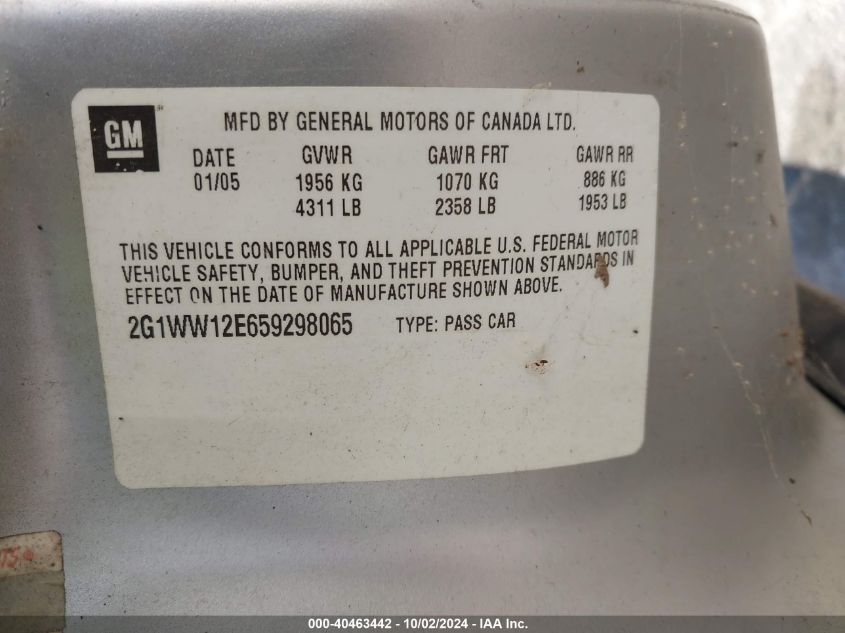 GM
MFD BY GENERAL MOTORS OF CANADA LTD.
DATE GVWR GAWR FRT GAWR RR
01/05 1956 KG 1070 KG 886 KG
4311 LB 2358 LB 1953 LB
THIS VEHICLE CONFORMS TO ALL APPLICABLE U.S. FEDERAL MOTOR
VEHICLE SAFETY, BUMPER, AND THEFT PREVENTION STANDARDS IN
EFFECT ON THE DATE OF MANUFACTURE SHOWN ABOVE.
2G1WW12E659298065 TYPE: PASS CAR
000-40463442 - 10/02/2024 - IAA Inc.